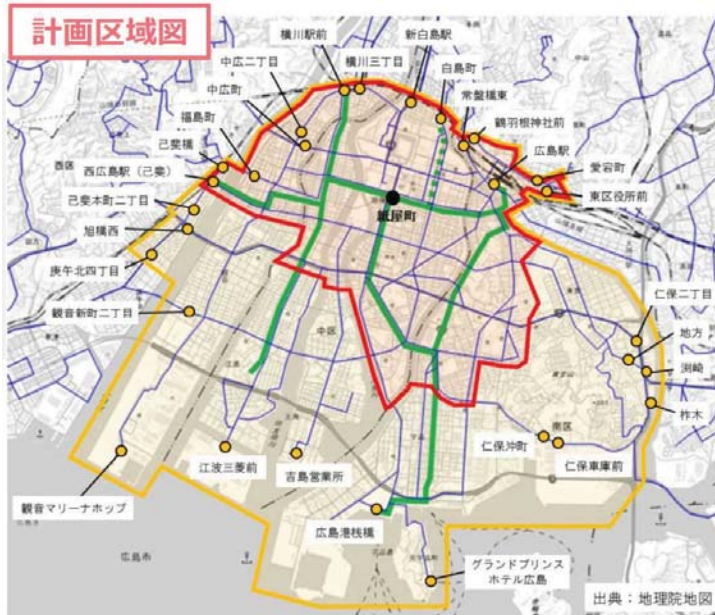 計画区域図
横川駅前
横川三丁目
新白島駅
中広二丁目
白島町
中広町
常盤橋東
福島町
鶴羽根神社前
己斐橋
広島駅
愛宕町
西広島駅（己斐）
東区役所前
己斐本町二丁目
紙屋町
旭橋西
庚午北四丁目
仁保二丁目
観音新町二丁目
地方
渕崎
柞木
中区
南区
仁保沖町
江波三菱前
吉島営業所
仁保車庫前
観音マリーナホップ
広島港桟橋
広島市
グランドプリンス
ホテル広島
出典：地理院地図